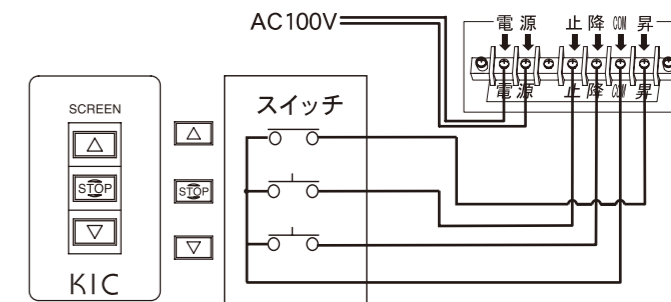 AC100V
電 源 止 降 COM 昇
電 源 止 降 COM 昇
SCREEN
STOP
KIC
STOP
スイッチ